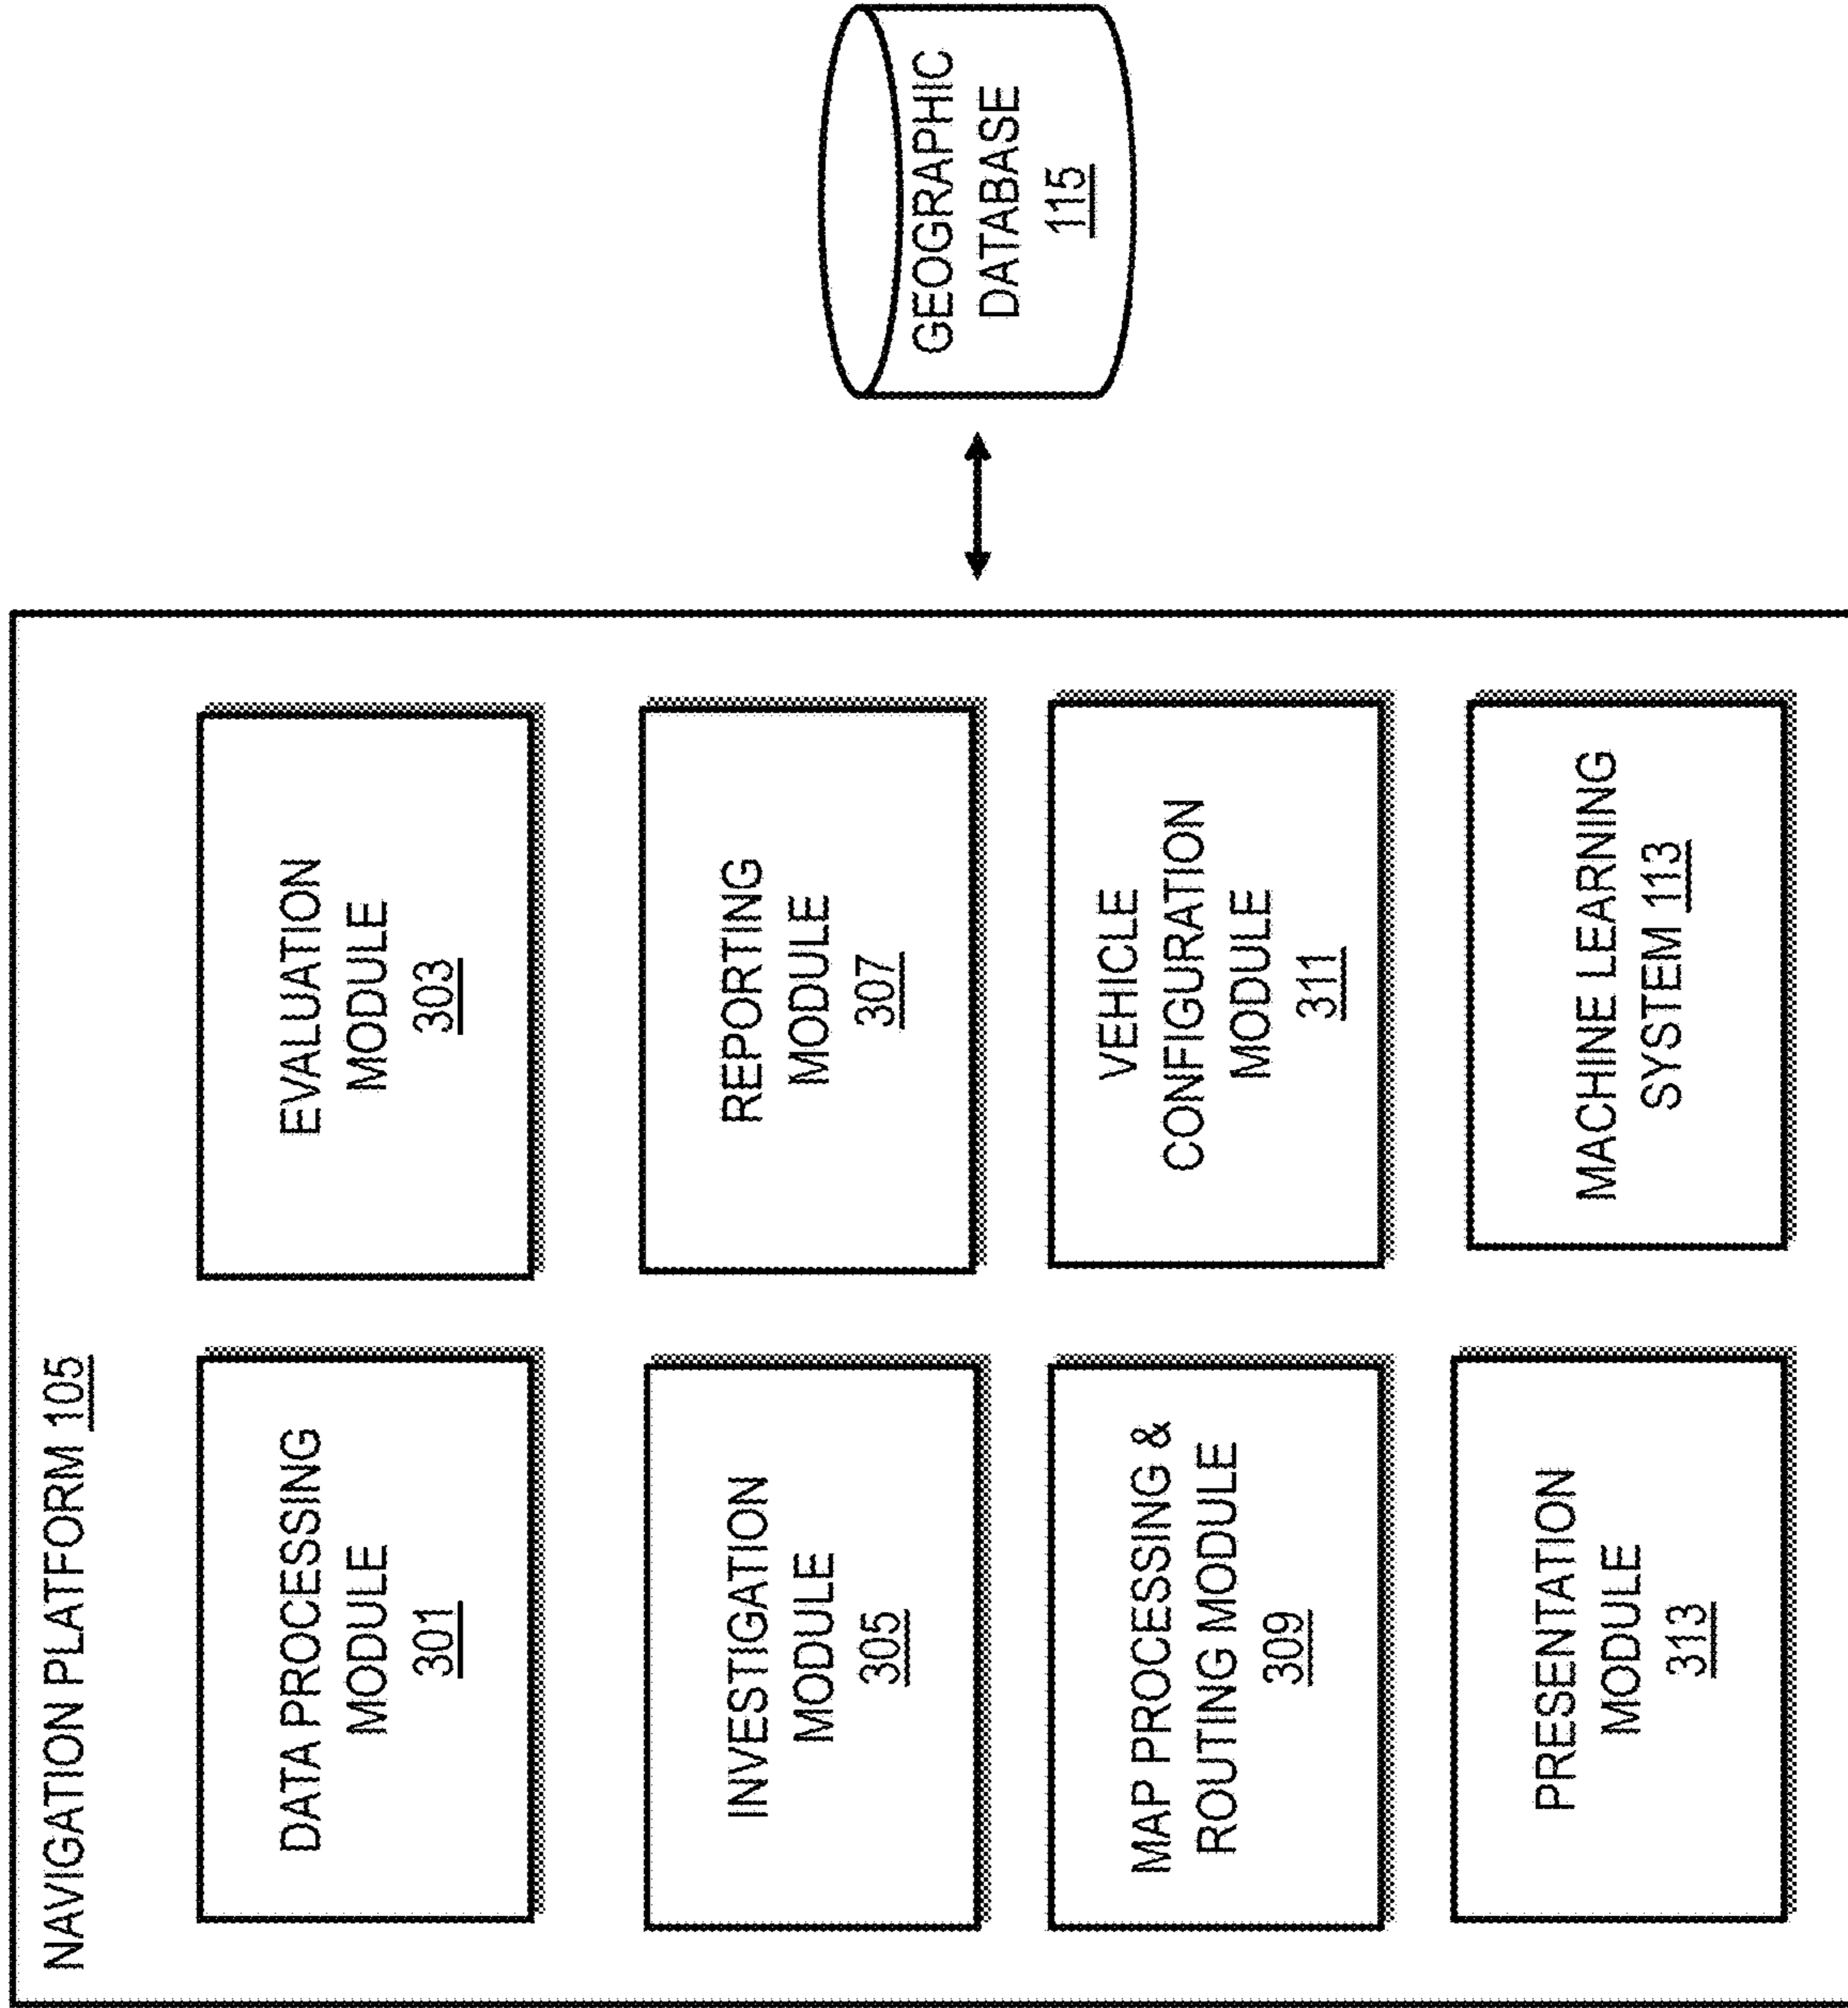 NAVIGATION PLATFORM 105
DATA PROCESSING
MODULE
301
EVALUATION
MODULE
303
INVESTIGATION
MODULE
305
REPORTING
MODULE
307
MAP PROCESSING &
ROUTING MODULE
309
VEHICLE
CONFIGURATION
MODULE
311
PRESENTATION
MODULE
313
MACHINE LEARNING
SYSTEM 113
GEOGRAPHIC
DATABASE
115